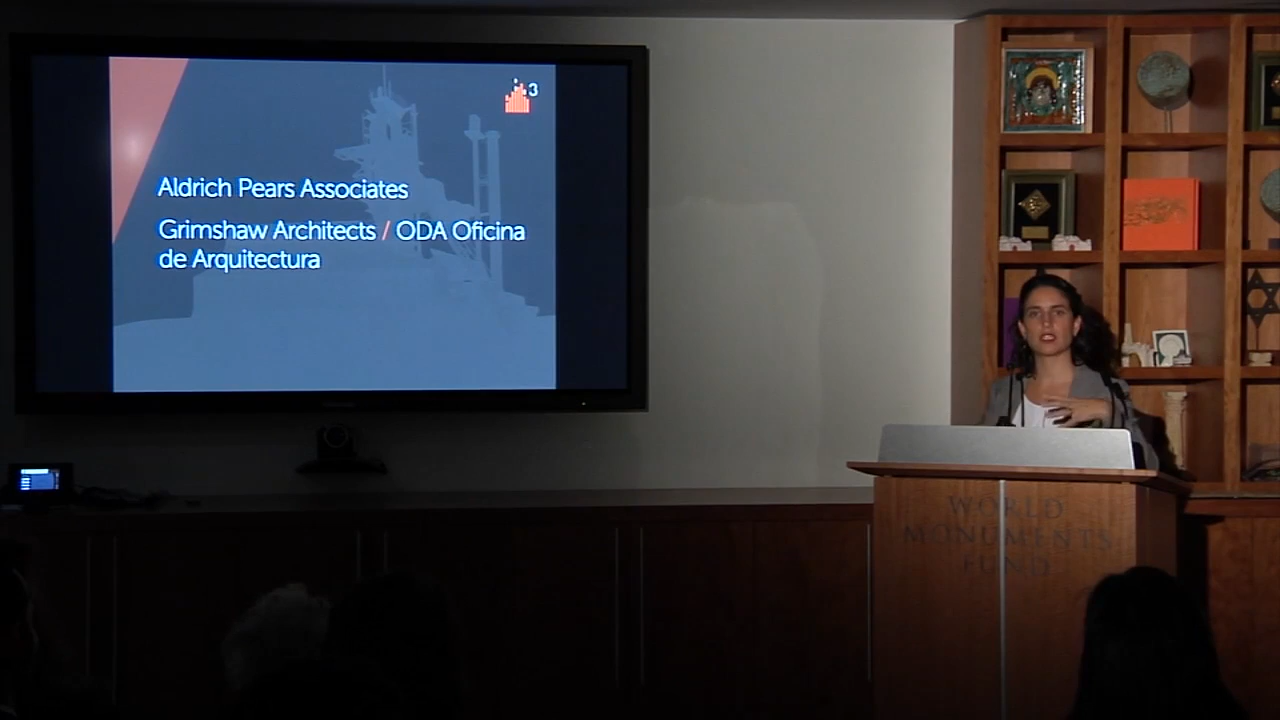 3
Aldrich Pears Associates
Grimshaw Architects / ODA Oficina
de Arquitectura
WORLD
MONUMENTS
FUND